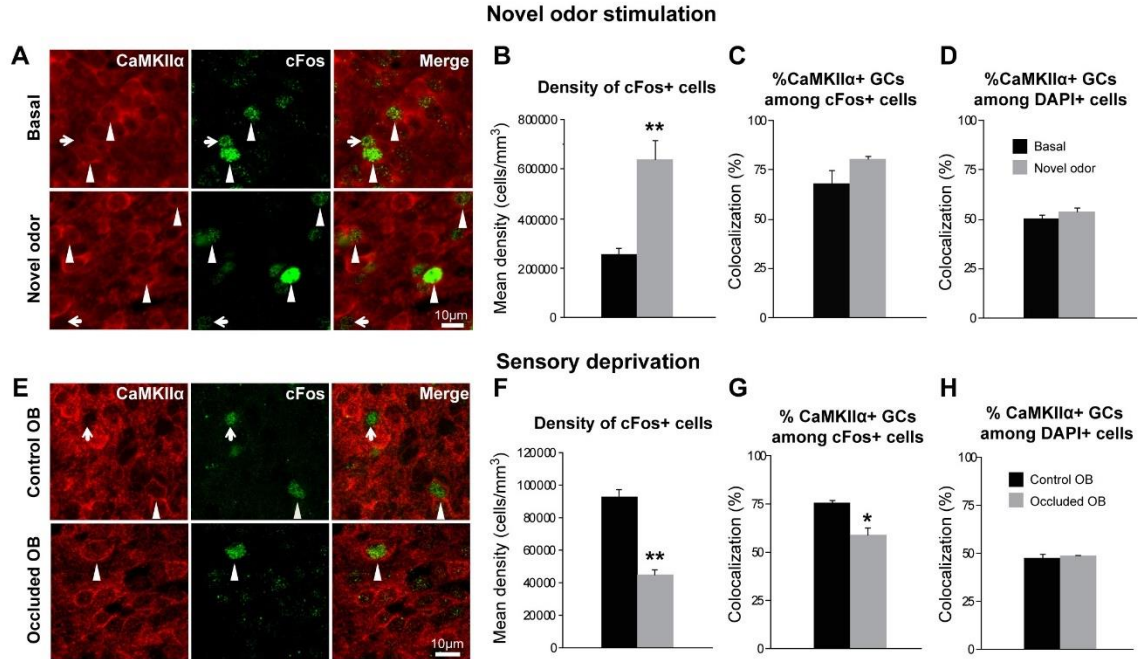 Novel odor stimulation
A
CaMKIIα
cFos
Merge
Basal
Novel odor
10µm
B
Density of cFos+ cells
Mean density (cells/mm³)
800000
600000
400000
200000
0
**
C
%CaMKIIα+ GCs
among cFos+ cells
Colocalization (%)
100
75
50
25
0
D
%CaMKIIα+ GCs
among DAPI+ cells
Colocalization (%)
100
75
50
25
0
Basal
Novel odor
Sensory deprivation
E
CaMKIIα
cFos
Merge
Control OB
Occluded OB
10µm
F
Density of cFos+ cells
Mean density (cells/mm³)
120000
100000
80000
60000
40000
20000
0
**
G
% CaMKIIα+ GCs
among cFos+ cells
Colocalization (%)
100
75
50
25
0
*
H
% CaMKIIα+ GCs
among DAPI+ cells
Colocalization (%)
100
75
50
25
0
Control OB
Occluded OB